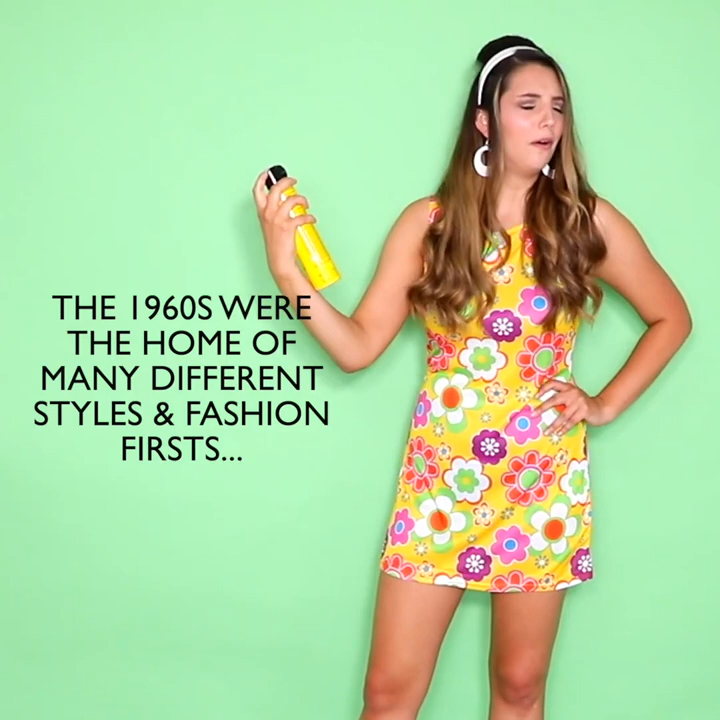 THE 1960S WERE
THE HOME OF
MANY DIFFERENT
STYLES & FASHION
FIRSTS...